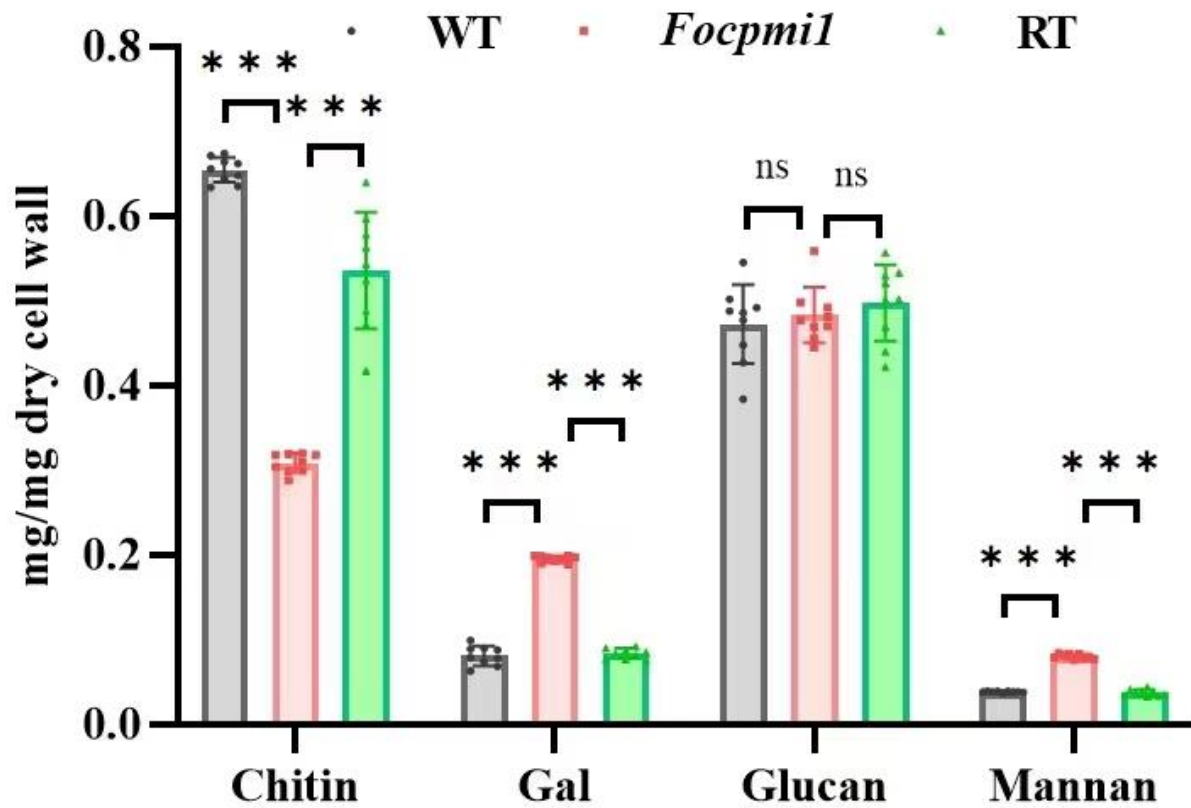 WT Focpmi1 RT
mg/mg dry cell wall
0.8
0.6
0.4
0.2
0.0
***
***
ns
ns
***
***
***
***
Chitin Gal Glucan Mannan